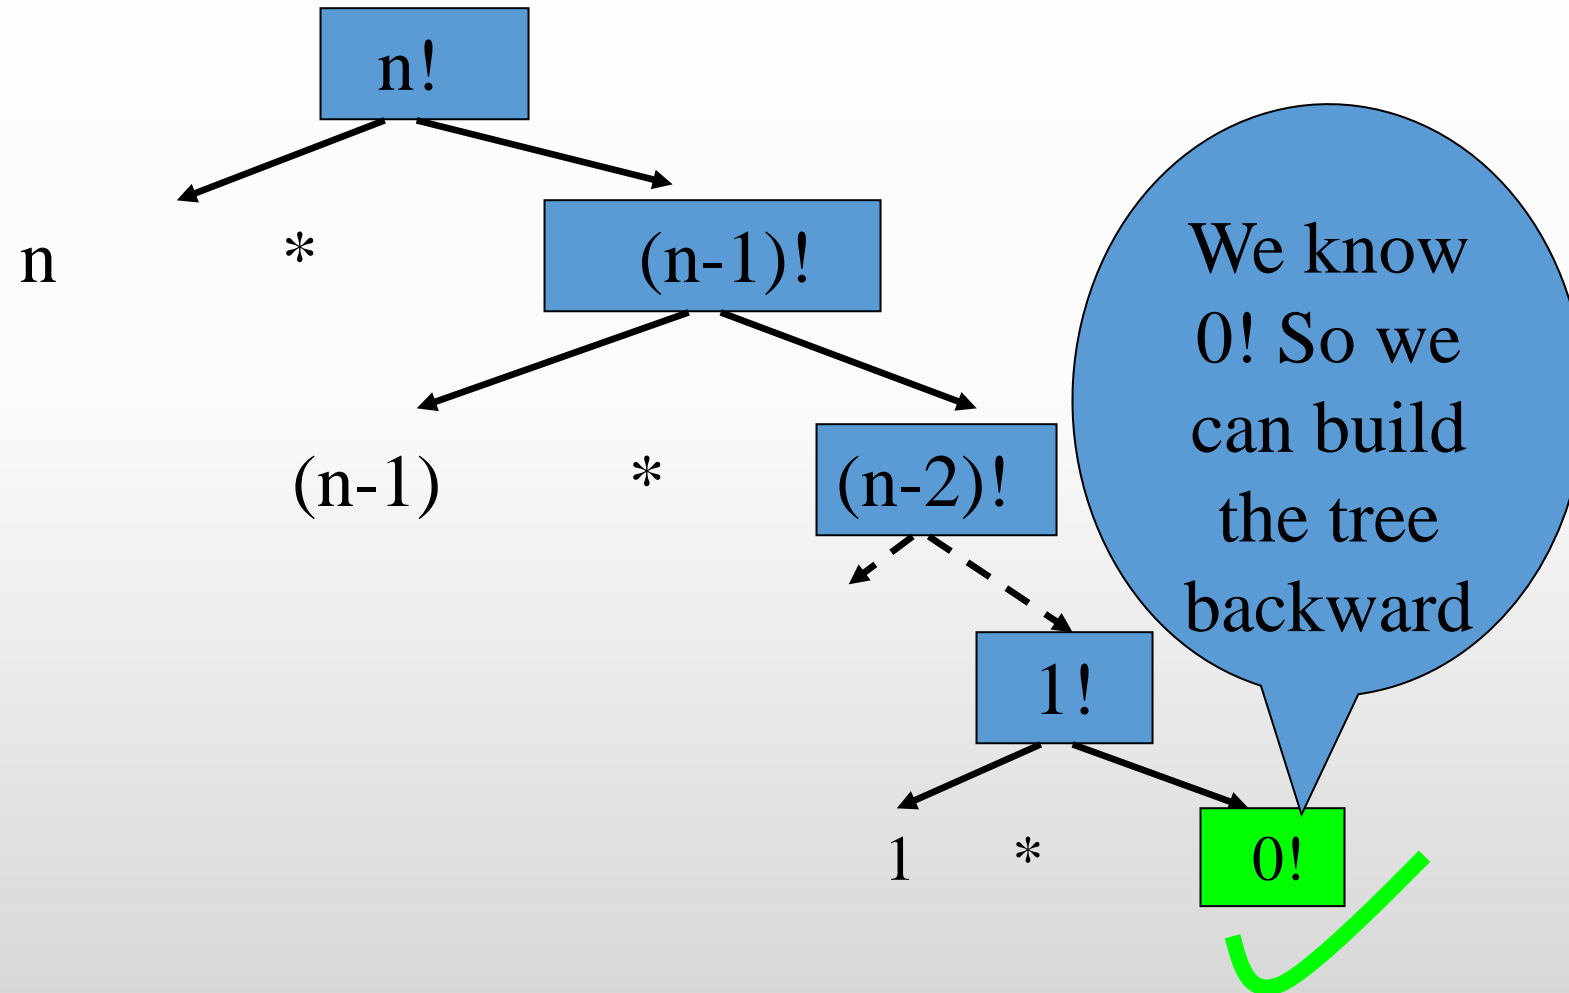 n!
n * (n-1)!
(n-1) * (n-2)!
1!
1 * 0!
We know
0! So we
can build
the tree
backward